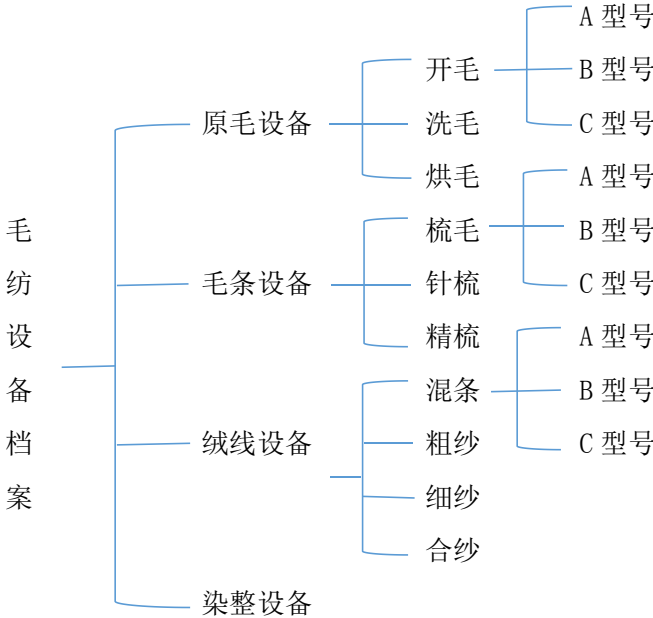 毛纺设备档案
原毛设备
开毛
A 型号
B 型号
C 型号
洗毛
烘毛
毛条设备
梳毛
A 型号
B 型号
C 型号
针梳
精梳
绒线设备
混条
A 型号
B 型号
C 型号
粗纱
细纱
合纱
染整设备